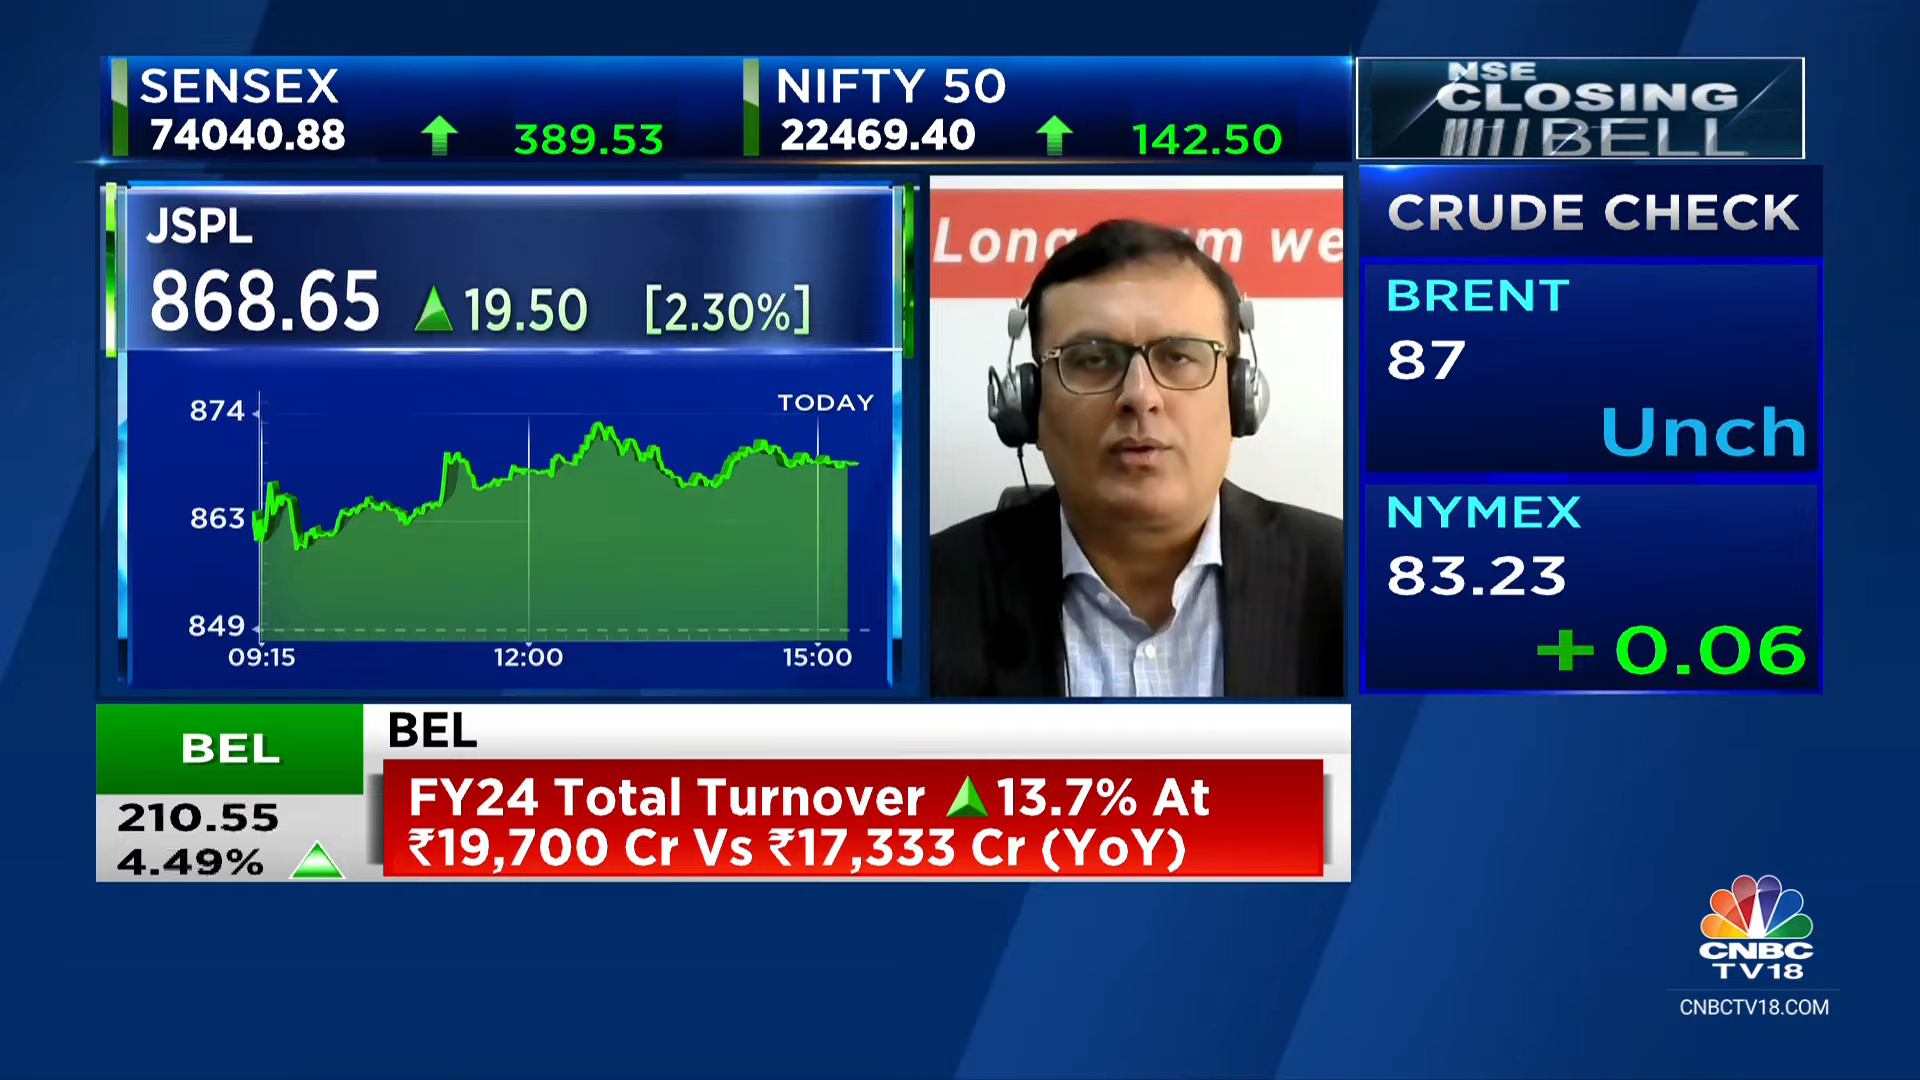 SENSEX
74040.88 389.53
NIFTY 50
22469.40 142.50
NSE
CLOSING
BELL
JSPL
868.65 19.50 [2.30%]
TODAY
874
863
849
09:15 12:00 15:00
we
CRUDE CHECK
BRENT
87
Unch
NYMEX
83.23
+0.06
BEL
210.55
4.49%
BEL
FY24 Total Turnover 13.7% At
₹19,700 Cr Vs ₹17,333 Cr (YoY)
CNBC
TV18
CNBCTV18.COM